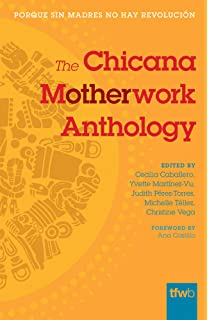 PORQUE SIN MADRES NO HAY REVOLUCIÓN
The Chicana
Motherwork
Anthology
EDITED BY
Cecilia Caballero,
Yvette Martínez-Vu,
Judith Pérez-Torres,
Michelle Téllez,
Christine Vega
FOREWORD BY
Ana Castillo
tfwb